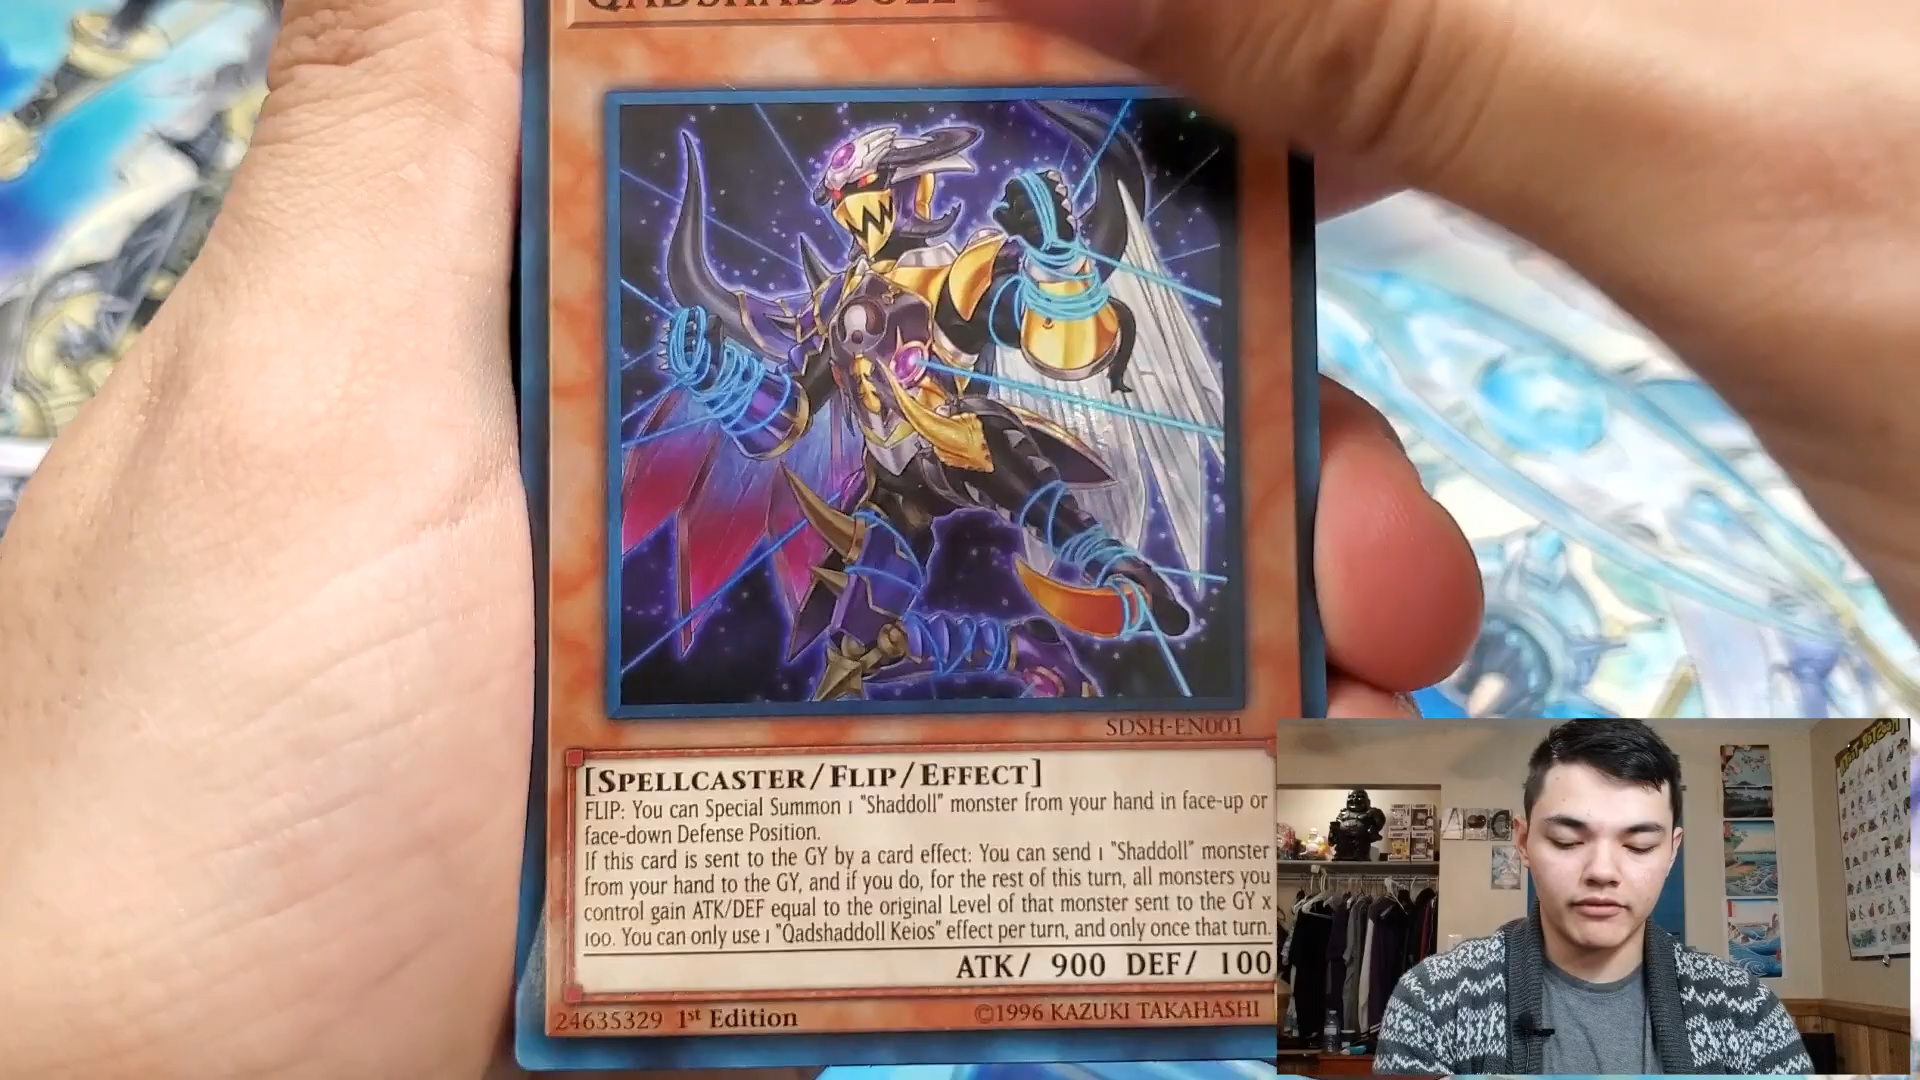 QADSHADDOLL
SDSH-EN001
[SPELLCASTER/FLIP/EFFECT]
FLIP: You can Special Summon 1 "Shaddoll" monster from your hand in face-up or
face-down Defense Position.
If this card is sent to the GY by a card effect: You can send 1 "Shaddoll" monster
from your hand to the GY, and if you do, for the rest of this turn, all monsters you
control gain ATK/DEF equal to the original Level of that monster sent to the GY x
100. You can only use 1 "Qadshaddoll Keios" effect per turn, and only once that turn.
ATK/ 900 DEF/ 100
24635329 1st Edition ©1996 KAZUKI TAKAHASHI